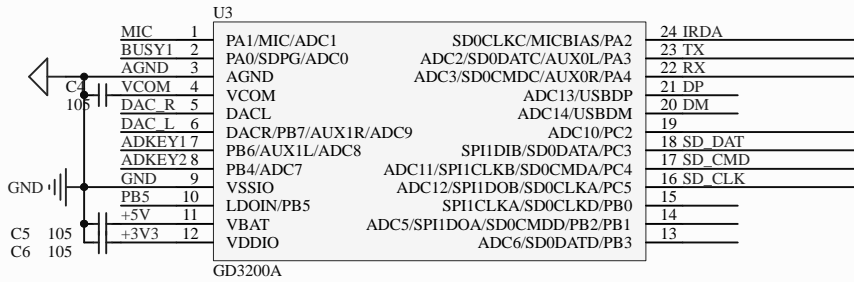 U3
MIC 1 PA1/MIC/ADC1 SD0CLKC/MICBIAS/PA2 24 IRDA
BUSY1 2 PA0/SDPG/ADC0 ADC2/SD0DATC/AUX0L/PA3 23 TX
AGND 3 AGND ADC3/SD0CMDC/AUX0R/PA4 22 RX
C4 VCOM 4 VCOM ADC13/USBDP 21 DP
105 DAC_R 5 DACL ADC14/USBDM 20 DM
DAC_L 6 DACR/PB7/AUX1R/ADC9 ADC10/PC2 19
ADKEY1 7 PB6/AUX1L/ADC8 SPI1DIB/SD0DATA/PC3 18 SD_DAT
ADKEY2 8 PB4/ADC7 ADC11/SPI1CLKB/SD0CMDA/PC4 17 SD_CMD
GND GND 9 VSSIO ADC12/SPI1DOB/SD0CLKA/PC5 16 SD_CLK
PB5 10 LDOIN/PB5 SPI1CLKA/SD0CLKD/PB0 15
+5V 11 VBAT ADC5/SPI1DOA/SD0CMDD/PB2/PB1 14
C5 105 +3V3 12 VDDIO ADC6/SD0DATD/PB3 13
C6 105
GD3200A